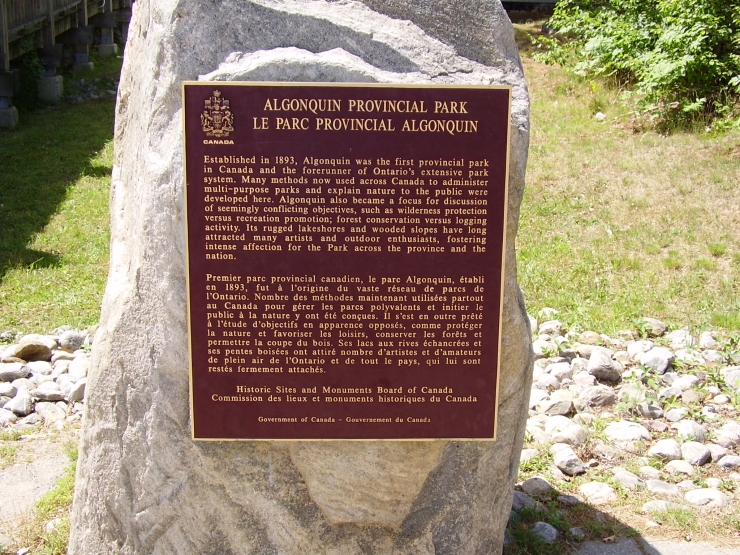 CANADA
ALGONQUIN PROVINCIAL PARK
LE PARC PROVINCIAL ALGONQUIN
Established in 1893, Algonquin was the first provincial park
in Canada and the forerunner of Ontario's extensive park
system. Many methods now used across Canada to administer
multi-purpose parks and explain nature to the public were
developed here. Algonquin also became a focus for discussion
of seemingly conflicting objectives, such as wilderness protection
versus recreation promotion; forest conservation versus logging
activity. Its rugged lakeshores and wooded slopes have long
attracted many artists and outdoor enthusiasts, fostering
intense affection for the Park across the province and the
nation.
Premier parc provincial canadien, le parc Algonquin, établi
en 1893, fut à l'origine du vaste réseau de parcs de
l'Ontario. Nombre des méthodes maintenant utilisées partout
au Canada pour gérer les parcs polyvalents et initier le
public à la nature y ont été conçues. Il s'est en outre prêté
à l'étude d'objectifs en apparence opposés, comme protéger
la nature et favoriser les loisirs, conserver les forêts et
permettre la coupe du bois. Ses lacs aux rives échancrées et
ses pentes boisées ont attiré nombre d'artistes et d'amateurs
de plein air de l'Ontario et de tout le pays, qui lui sont
restés fermement attachés.
Historic Sites and Monuments Board of Canada
Commission des lieux et monuments historiques du Canada
Government of Canada - Gouvernement du Canada